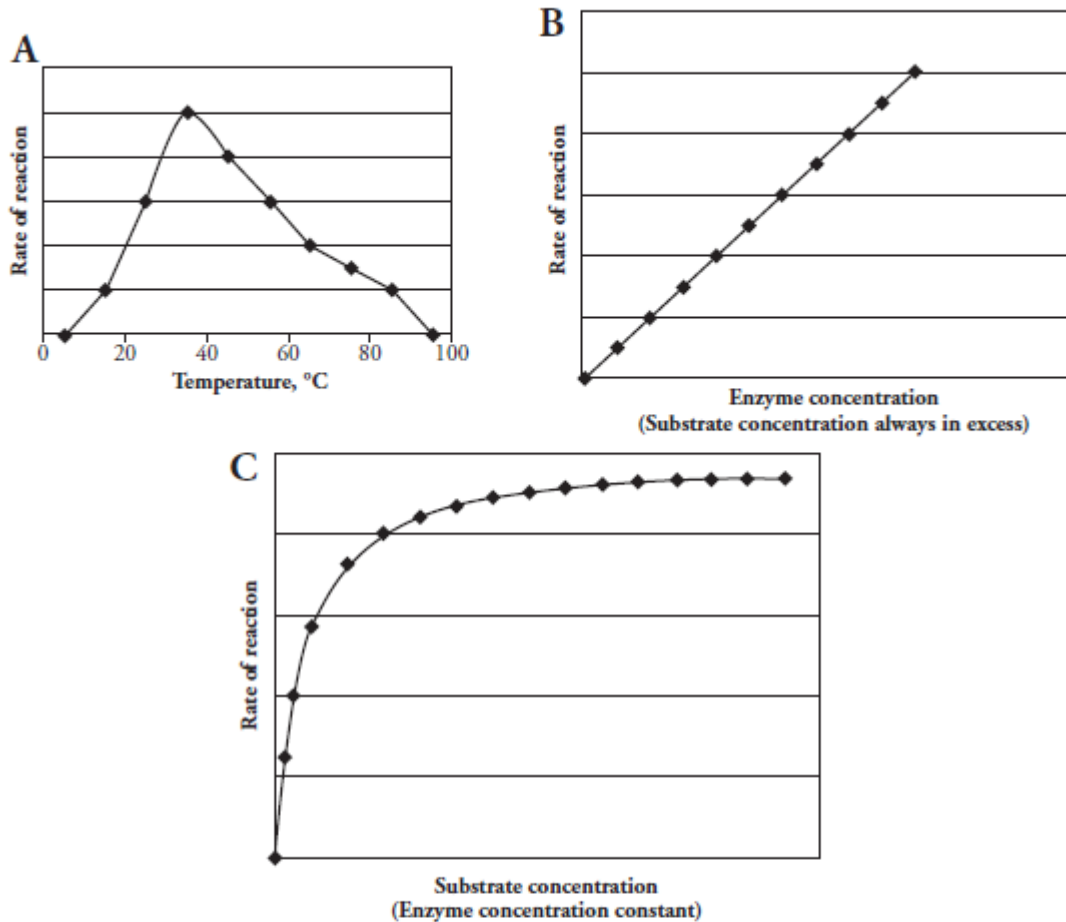 A
Rate of reaction
0 20 40 60 80 100
Temperature, °C
B
Rate of reaction
Enzyme concentration
(Substrate concentration always in excess)
C
Rate of reaction
Substrate concentration
(Enzyme concentration constant)